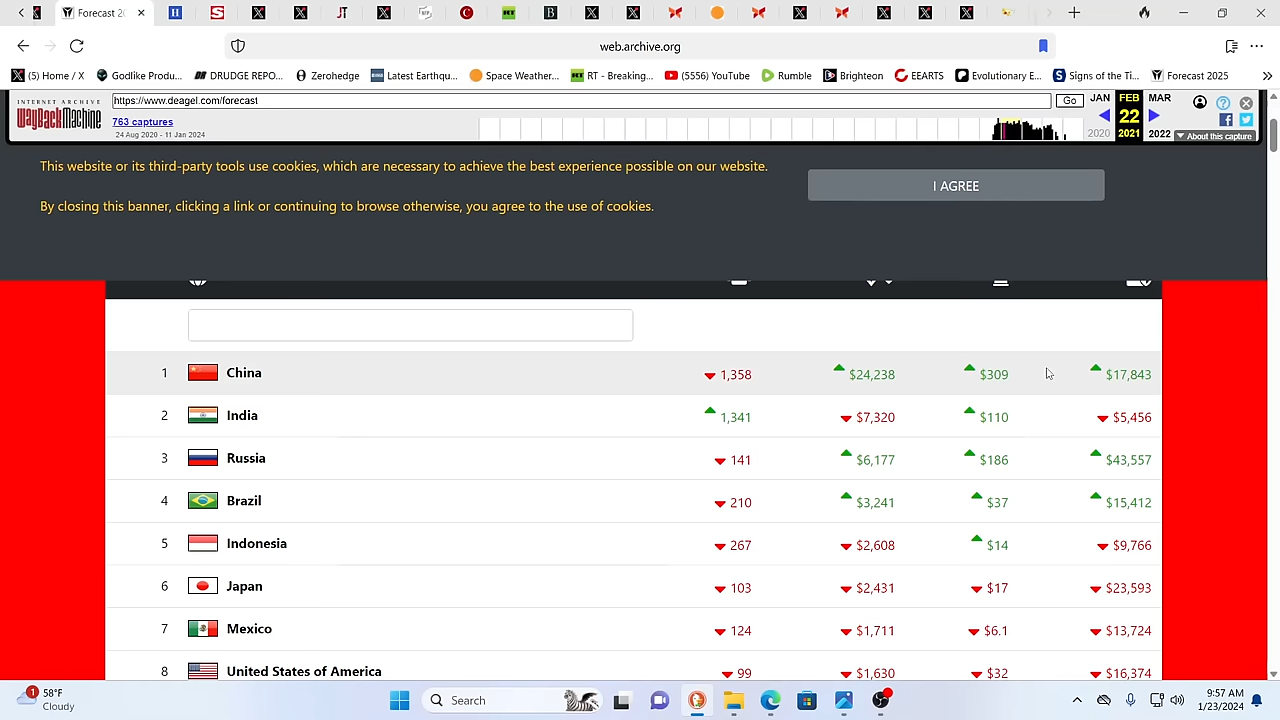 Forecast 20
web.archive.org
(5) Home / X
Godlike Produ...
DRUDGE REPO...
Zerohedge
Latest Earthqu...
Space Weather...
RT - Breaking...
(5556) YouTube
Rumble
Brighteon
EEARTS
Evolutionary E...
Signs of the Ti...
Forecast 2025
INTERNET ARCHIVE
WayBackMachine
https://www.deagel.com/forecast
Go
JAN FEB MAR
22
2020 2021 2022
763 captures
24 Aug 2020 - 11 Jan 2024
About this capture
This website or its third-party tools use cookies, which are necessary to achieve the best experience possible on our website.
By closing this banner, clicking a link or continuing to browse otherwise, you agree to the use of cookies.
I AGREE
1 China 1,358 $24,238 $309 $17,843
2 India 1,341 $7,320 $110 $5,456
3 Russia 141 $6,177 $186 $43,557
4 Brazil 210 $3,241 $37 $15,412
5 Indonesia 267 $2,608 $14 $9,766
6 Japan 103 $2,431 $17 $23,593
7 Mexico 124 $1,711 $6.1 $13,724
8 United States of America 99 $1,630 $32 $16,374
1
58°F
Cloudy
Search
9:57 AM
1/23/2024